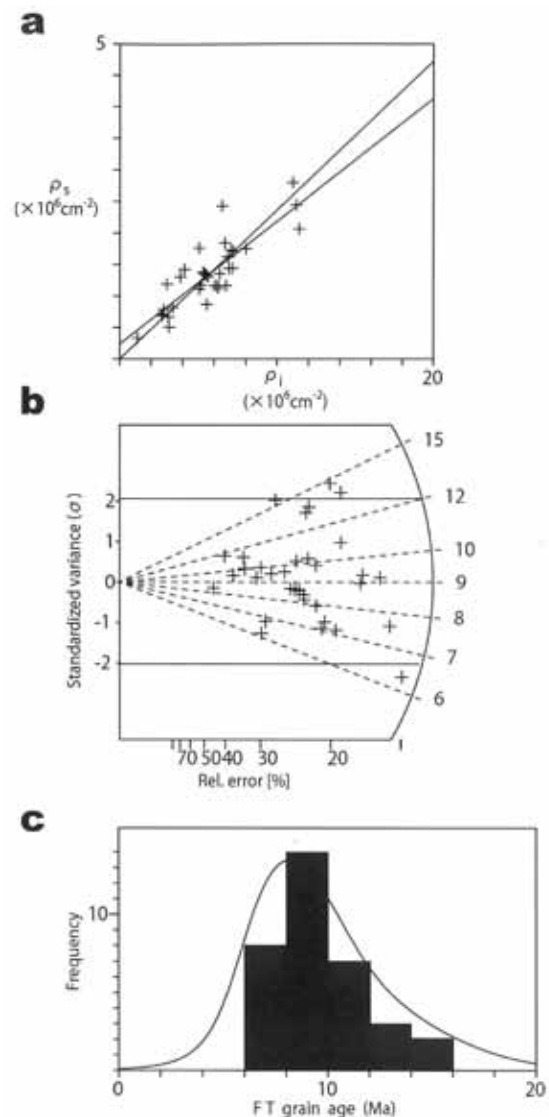 a
5
ρs
(×10⁶cm⁻²)
ρi
20
(×10⁶cm⁻²)
b
15
12
10
9
8
7
6
2
1
0
-1
-2
Standardized variance (σ)
70 50 40 30 20
Rel. error [%]
c
10
Frequency
0 10 20
FT grain age (Ma)